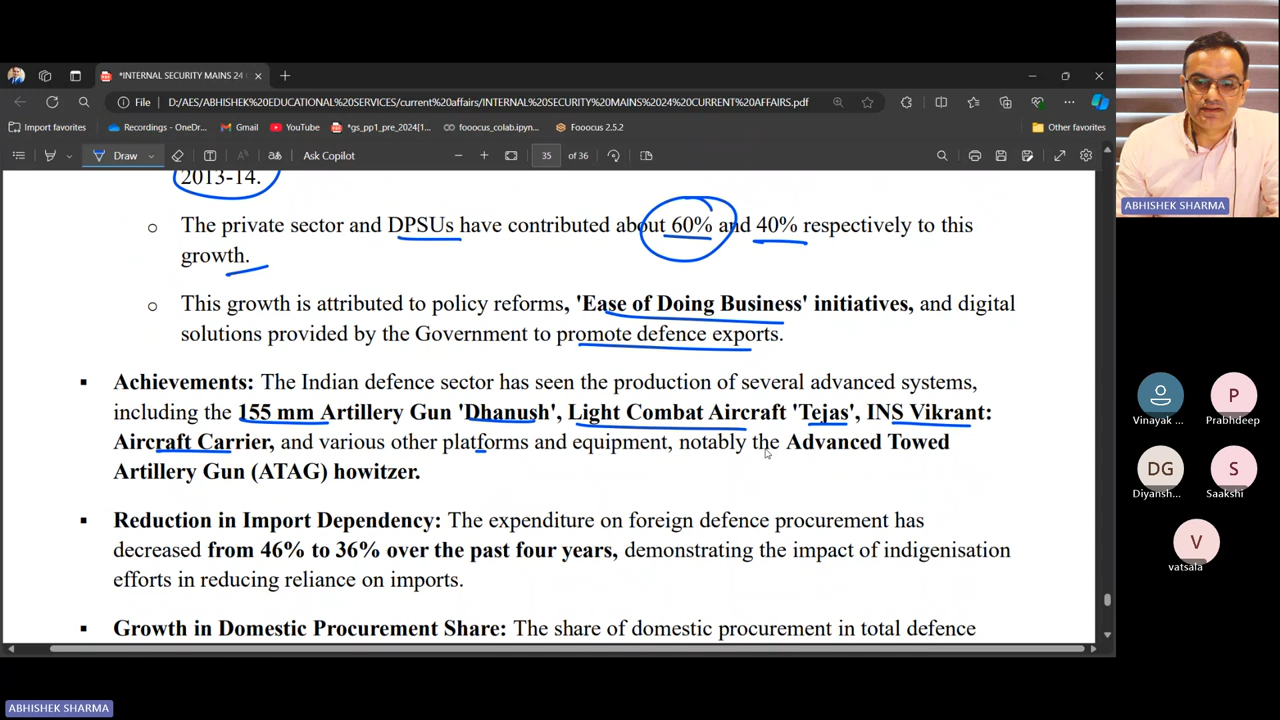 *INTERNAL SECURITY MAINS 24
File
D:/AES/ABHISHEK%20EDUCATIONAL%20SERVICES/current%20affairs/INTERNAL%20SECURITY%20MAINS%202024%20CURRENT%20AFFAIRS.pdf
Import favorites
Recordings - OneDr...
Gmail
YouTube
*gs_pp1_pre_2024[1...
fooocus_colab.ipyn...
Fooocus 2.5.2
Other favorites
Draw
Ask Copilot
35 of 36
2013-14.
The private sector and DPSUs have contributed about 60% and 40% respectively to this
growth.
This growth is attributed to policy reforms, 'Ease of Doing Business' initiatives, and digital
solutions provided by the Government to promote defence exports.
Achievements: The Indian defence sector has seen the production of several advanced systems,
including the 155 mm Artillery Gun 'Dhanush', Light Combat Aircraft 'Tejas', INS Vikrant:
Aircraft Carrier, and various other platforms and equipment, notably the Advanced Towed
Artillery Gun (ATAG) howitzer.
Reduction in Import Dependency: The expenditure on foreign defence procurement has
decreased from 46% to 36% over the past four years, demonstrating the impact of indigenisation
efforts in reducing reliance on imports.
Growth in Domestic Procurement Share: The share of domestic procurement in total defence
ABHISHEK SHARMA
Vinayak ...
P
Prabhdeep
DG
Diyansh...
S
Saakshi
V
vatsala
ABHISHEK SHARMA